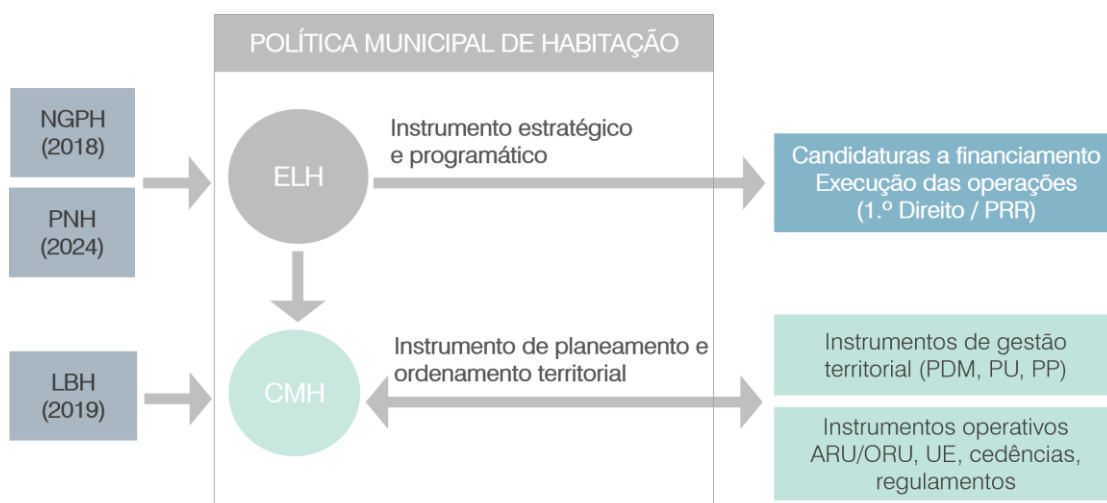 POLÍTICA MUNICIPAL DE HABITAÇÃO
NGPH
(2018)
PNH
(2024)
ELH
Instrumento estratégico
e programático
Candidaturas a financiamento
Execução das operações
(1.º Direito / PRR)
LBH
(2019)
CMH
Instrumento de planeamento e
ordenamento territorial
Instrumentos de gestão
territorial (PDM, PU, PP)
Instrumentos operativos
ARU/ORU, UE, cedências,
regulamentos